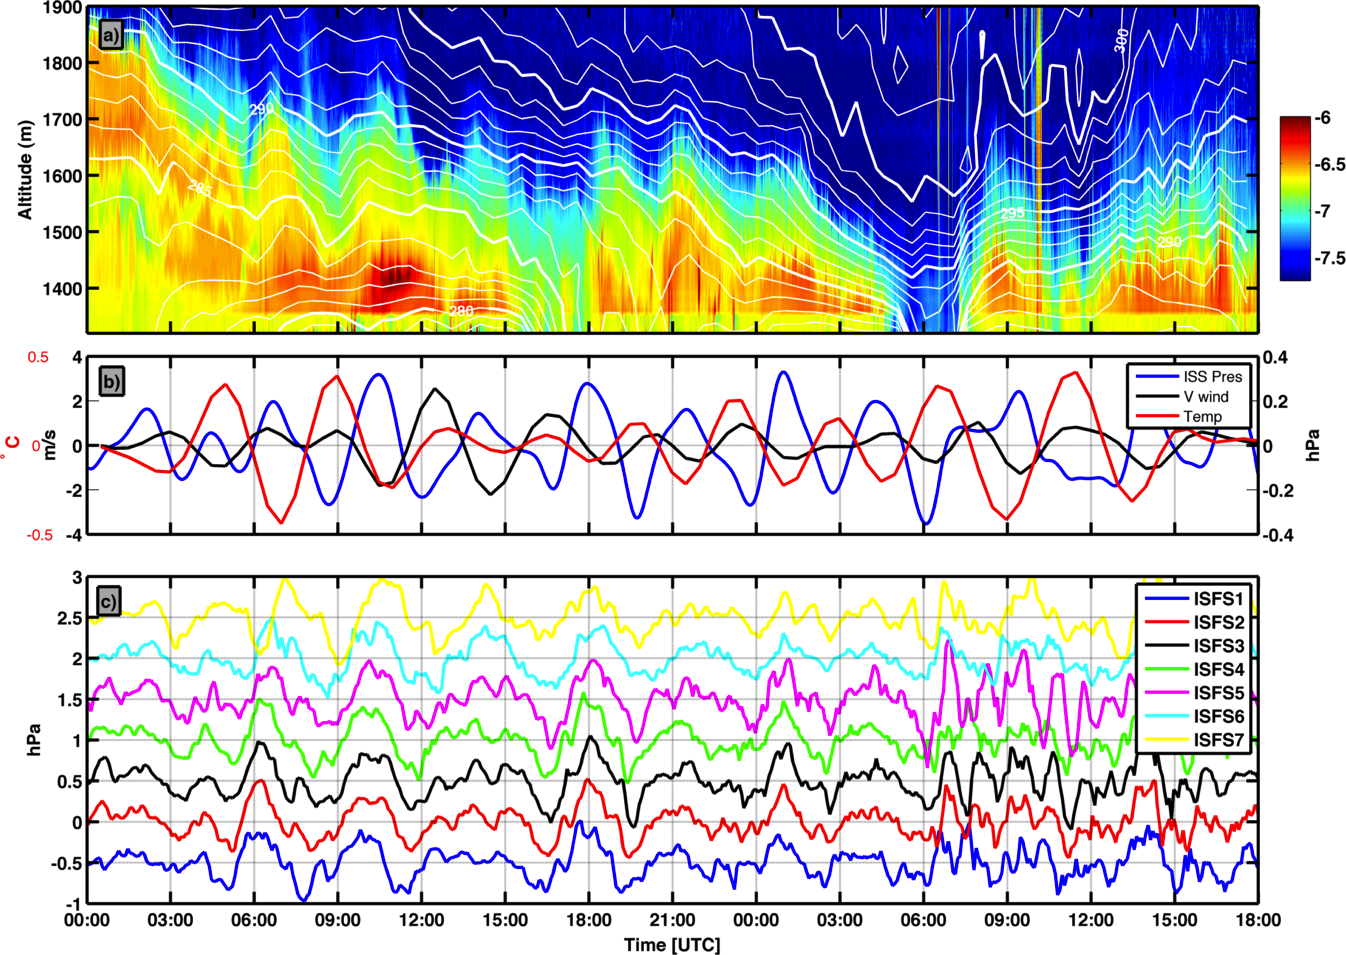 1900
1800
1700
1600
1500
1400
Altitude (m)
a)
290
285
280
295
300
290
-6
-6.5
-7
-7.5
0.5
0
-0.5
° C
4
2
0
-2
-4
m/s
b)
ISS Pres
V wind
Temp
0.4
0.2
0
-0.2
-0.4
hPa
3
2.5
2
1.5
1
0.5
0
-0.5
-1
hPa
c)
ISFS1
ISFS2
ISFS3
ISFS4
ISFS5
ISFS6
ISFS7
00:00 03:00 06:00 09:00 12:00 15:00 18:00 21:00 00:00 03:00 06:00 09:00 12:00 15:00 18:00
Time [UTC]